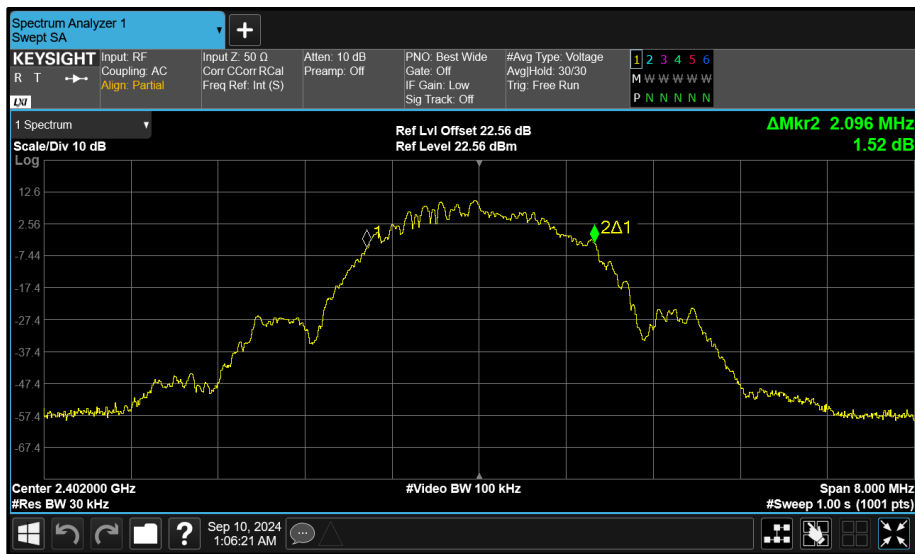 Spectrum Analyzer 1
Swept SA
+
KEYSIGHT
R T
LXI
Input: RF
Coupling: AC
Align: Partial
Input Z: 50 Ω
Corr CCorr RCal
Freq Ref: Int (S)
Atten: 10 dB
Preamp: Off
PNO: Best Wide
Gate: Off
IF Gain: Low
Sig Track: Off
#Avg Type: Voltage
Avg|Hold: 30/30
Trig: Free Run
1 2 3 4 5 6
M W W W W W
P N N N N N
1 Spectrum
Scale/Div 10 dB
Ref Lvl Offset 22.56 dB
Ref Level 22.56 dBm
ΔMkr2 2.096 MHz
1.52 dB
Log
12.6
2.56
-7.44
-17.4
-27.4
-37.4
-47.4
-57.4
-67.4
1
2Δ1
Center 2.402000 GHz
#Res BW 30 kHz
#Video BW 100 kHz
Span 8.000 MHz
#Sweep 1.00 s (1001 pts)
?
Sep 10, 2024
1:06:21 AM